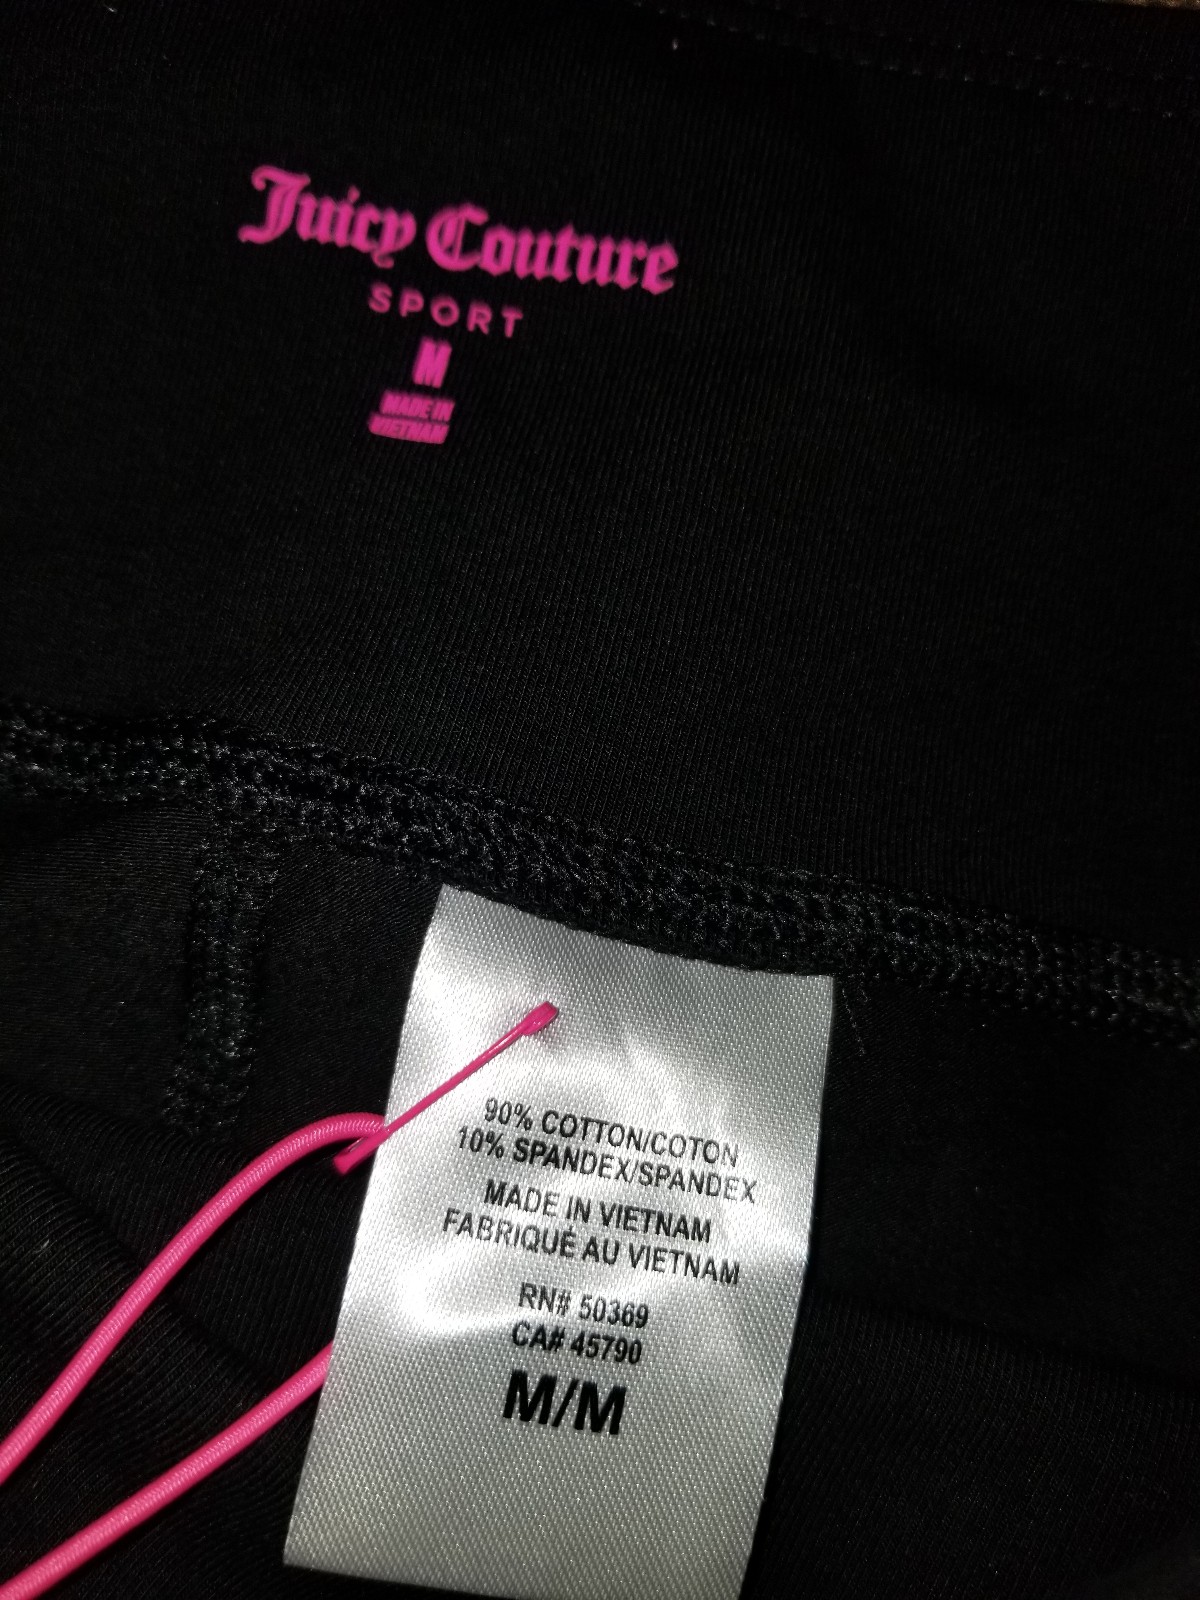 Juicy Couture
SPORT
M
MADE IN
VIETNAM
90% COTTON/COTON
10% SPANDEX/SPANDEX
MADE IN VIETNAM
FABRIQUÉ AU VIETNAM
RN# 50369
CA# 45790
M/M